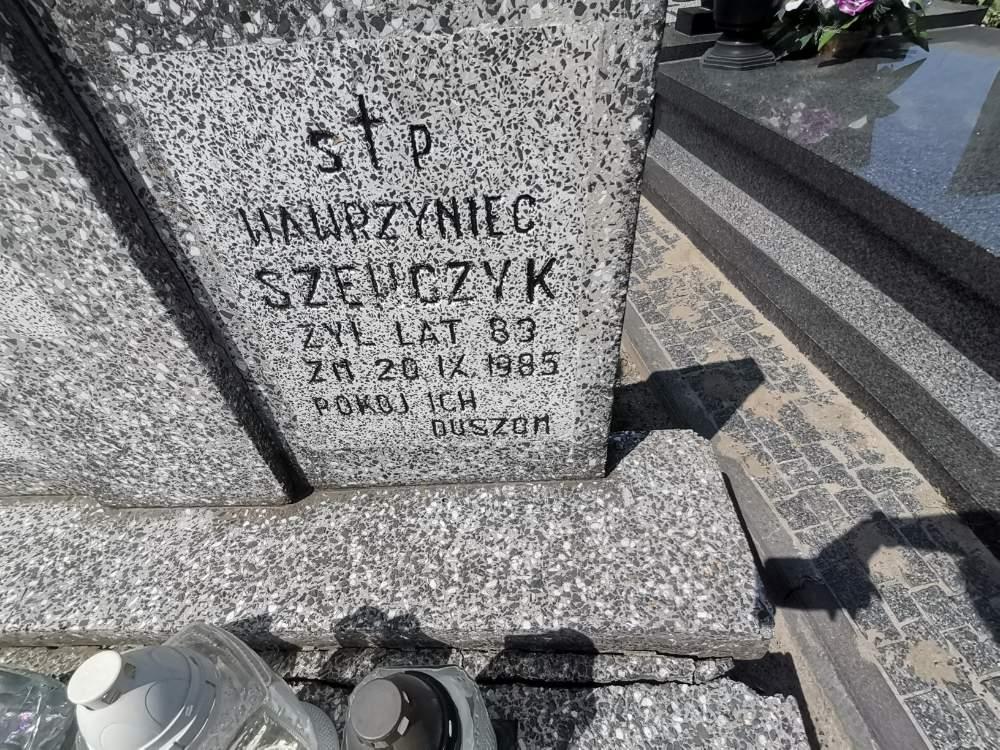 ś † p
WAWRZYNIEC
SZEWCZYK
ŻYŁ LAT 83
ZM 20 IX 1985
POKÓJ ICH
DUSZOM